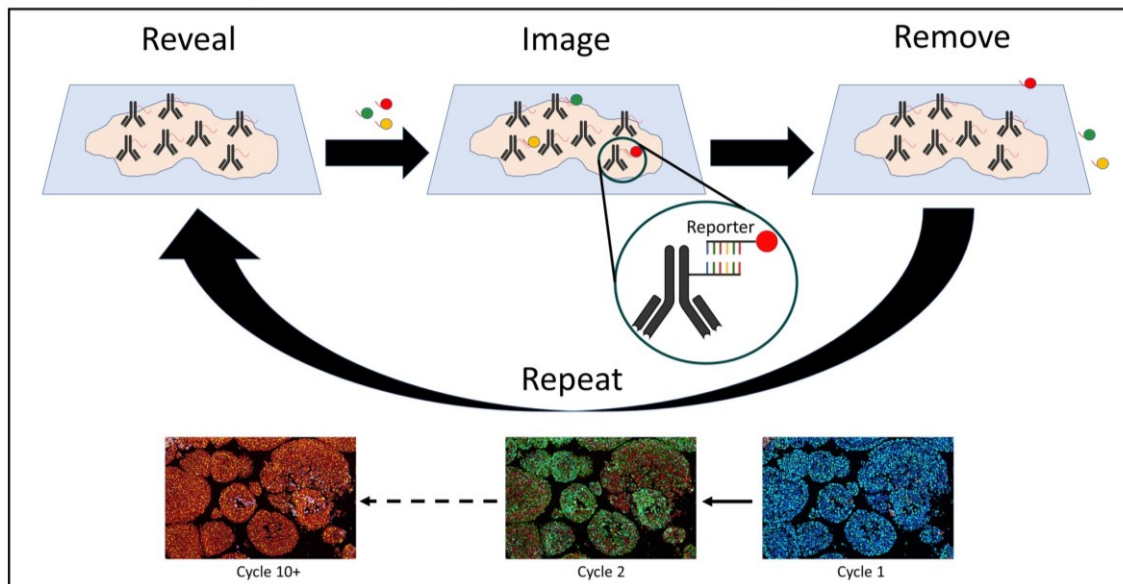 Reveal
Image
Remove
Reporter
Repeat
Cycle 10+
Cycle 2
Cycle 1